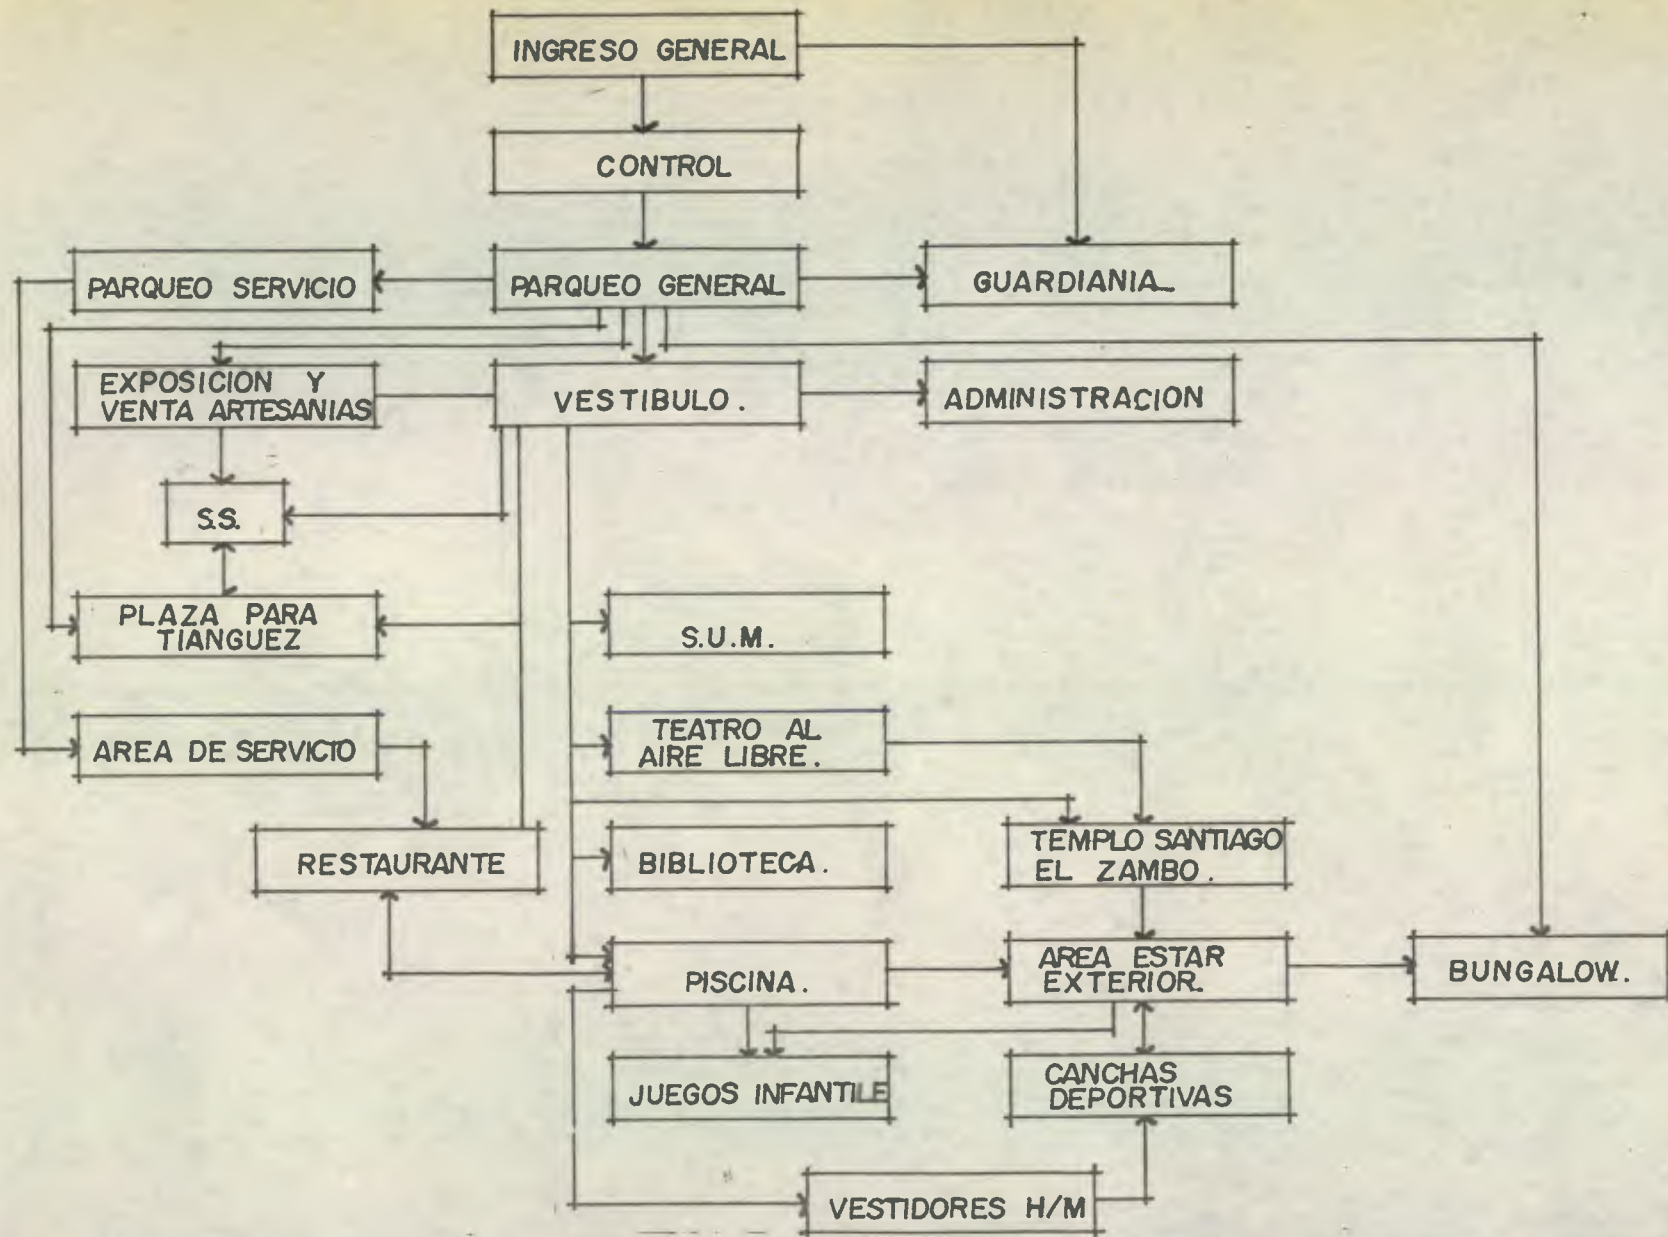 INGRESO GENERAL
CONTROL
PARQUEO SERVICIO
PARQUEO GENERAL
GUARDIANIA
EXPOSICION Y
VENTA ARTESANIAS
VESTIBULO.
ADMINISTRACION
S.S.
PLAZA PARA
TIANGUEZ
S.U.M.
AREA DE SERVICIO
TEATRO AL
AIRE LIBRE.
RESTAURANTE
BIBLIOTECA.
TEMPLO SANTIAGO
EL ZAMBO.
PISCINA.
AREA ESTAR
EXTERIOR.
BUNGALOW.
JUEGOS INFANTILE
CANCHAS
DEPORTIVAS
VESTIDORES H/M